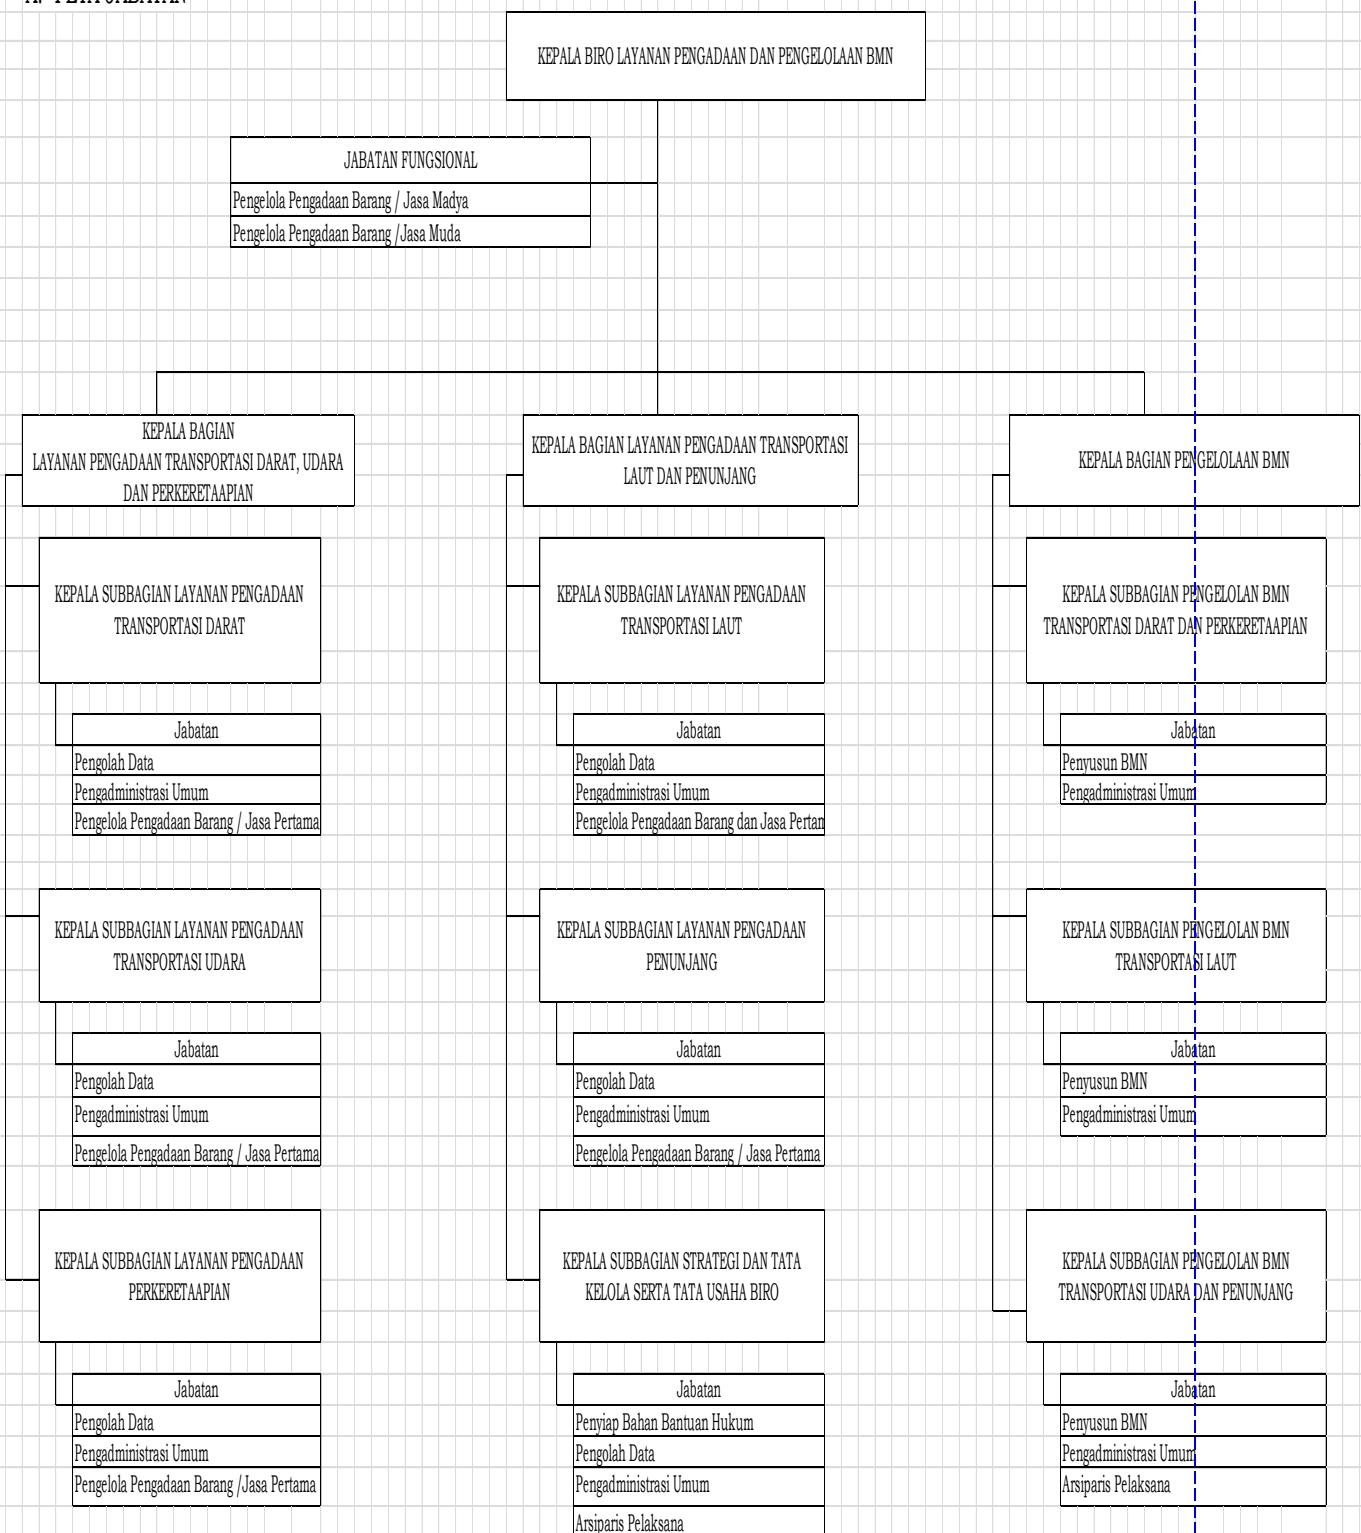 A. PETA JABATAN
KEPALA BIRO LAYANAN PENGADAAN DAN PENGELOLAAN BMN
JABATAN FUNGSIONAL
Pengelola Pengadaan Barang / Jasa Madya
Pengelola Pengadaan Barang /Jasa Muda
KEPALA BAGIAN
LAYANAN PENGADAAN TRANSPORTASI DARAT, UDARA
DAN PERKERETAAPIAN
KEPALA SUBBAGIAN LAYANAN PENGADAAN
TRANSPORTASI DARAT
Jabatan
Pengolah Data
Pengadministrasi Umum
Pengelola Pengadaan Barang / Jasa Pertama
KEPALA SUBBAGIAN LAYANAN PENGADAAN
TRANSPORTASI UDARA
Jabatan
Pengolah Data
Pengadministrasi Umum
Pengelola Pengadaan Barang / Jasa Pertama
KEPALA SUBBAGIAN LAYANAN PENGADAAN
PERKERETAAPIAN
Jabatan
Pengolah Data
Pengadministrasi Umum
Pengelola Pengadaan Barang /Jasa Pertama
KEPALA BAGIAN LAYANAN PENGADAAN TRANSPORTASI
LAUT DAN PENUNJANG
KEPALA SUBBAGIAN LAYANAN PENGADAAN
TRANSPORTASI LAUT
Jabatan
Pengolah Data
Pengadministrasi Umum
Pengelola Pengadaan Barang dan Jasa Pertan
KEPALA SUBBAGIAN LAYANAN PENGADAAN
PENUNJANG
Jabatan
Pengolah Data
Pengadministrasi Umum
Pengelola Pengadaan Barang / Jasa Pertama
KEPALA SUBBAGIAN STRATEGI DAN TATA
KELOLA SERTA TATA USAHA BIRO
Jabatan
Penyiap Bahan Bantuan Hukum
Pengolah Data
Pengadministrasi Umum
Arsiparis Pelaksana
KEPALA BAGIAN PENGELOLAAN BMN
KEPALA SUBBAGIAN PENGELOLAN BMN
TRANSPORTASI DARAT DAN PERKERETAAPIAN
Jabatan
Penyusun BMN
Pengadministrasi Umum
KEPALA SUBBAGIAN PENGELOLAN BMN
TRANSPORTASI LAUT
Jabatan
Penyusun BMN
Pengadministrasi Umum
KEPALA SUBBAGIAN PENGELOLAN BMN
TRANSPORTASI UDARA DAN PENUNJANG
Jabatan
Penyusun BMN
Pengadministrasi Umum
Arsiparis Pelaksana